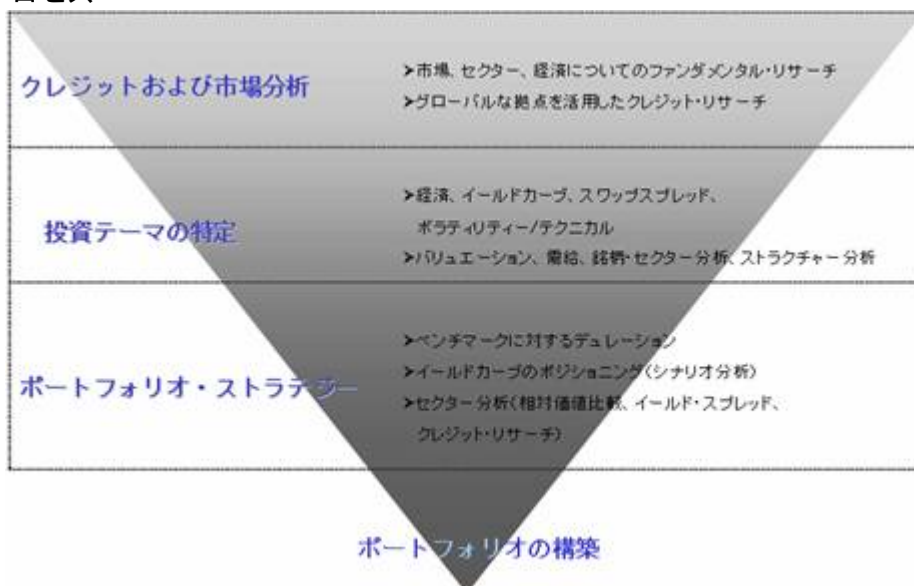 クレジットおよび市場分析
➤市場、セクター、経済についてのファンダメンタル・リサーチ
➤グローバルな拠点を活用したクレジット・リサーチ
投資テーマの特定
➤経済、イールドカーブ、スワップスプレッド、
ボラティリティー/テクニカル
➤バリュエーション、需給、銘柄・セクター分析、ストラクチャー分析
ポートフォリオ・ストラテジー
➤ベンチマークに対するデュレーション
➤イールドカーブのポジショニング(シナリオ分析)
➤セクター分析(相対価値比較、イールド・スプレッド、
クレジット・リサーチ)
ポートフォリオの構築